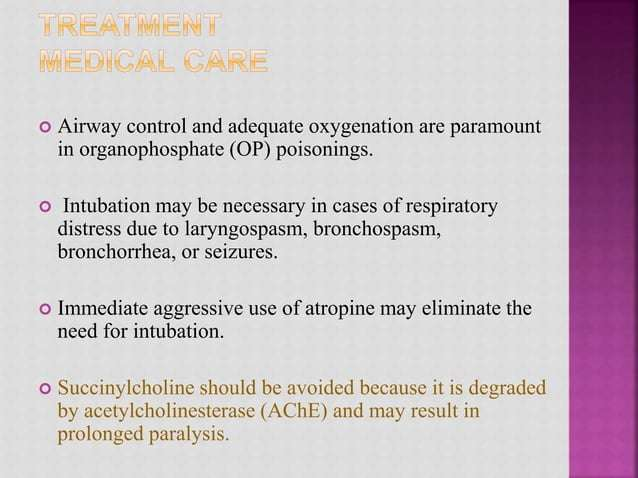 TREATMENT
MEDICAL CARE
Airway control and adequate oxygenation are paramount
in organophosphate (OP) poisonings.
Intubation may be necessary in cases of respiratory
distress due to laryngospasm, bronchospasm,
bronchorrhea, or seizures.
Immediate aggressive use of atropine may eliminate the
need for intubation.
Succinylcholine should be avoided because it is degraded
by acetylcholinesterase (AChE) and may result in
prolonged paralysis.